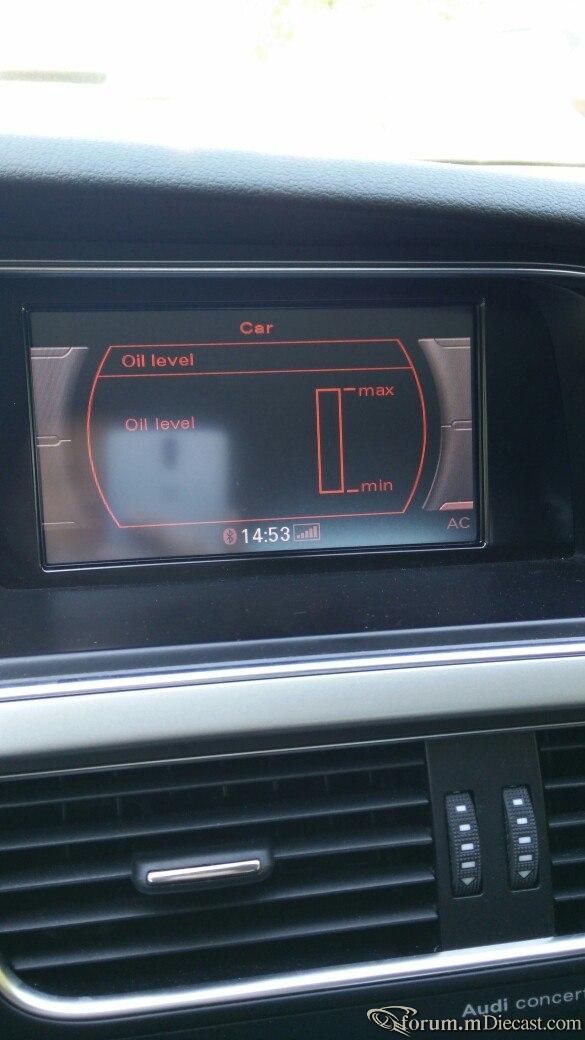 Car
Oil level
Oil level
max
min
14:53
AC
Audi concert
forum.mDiecast.com